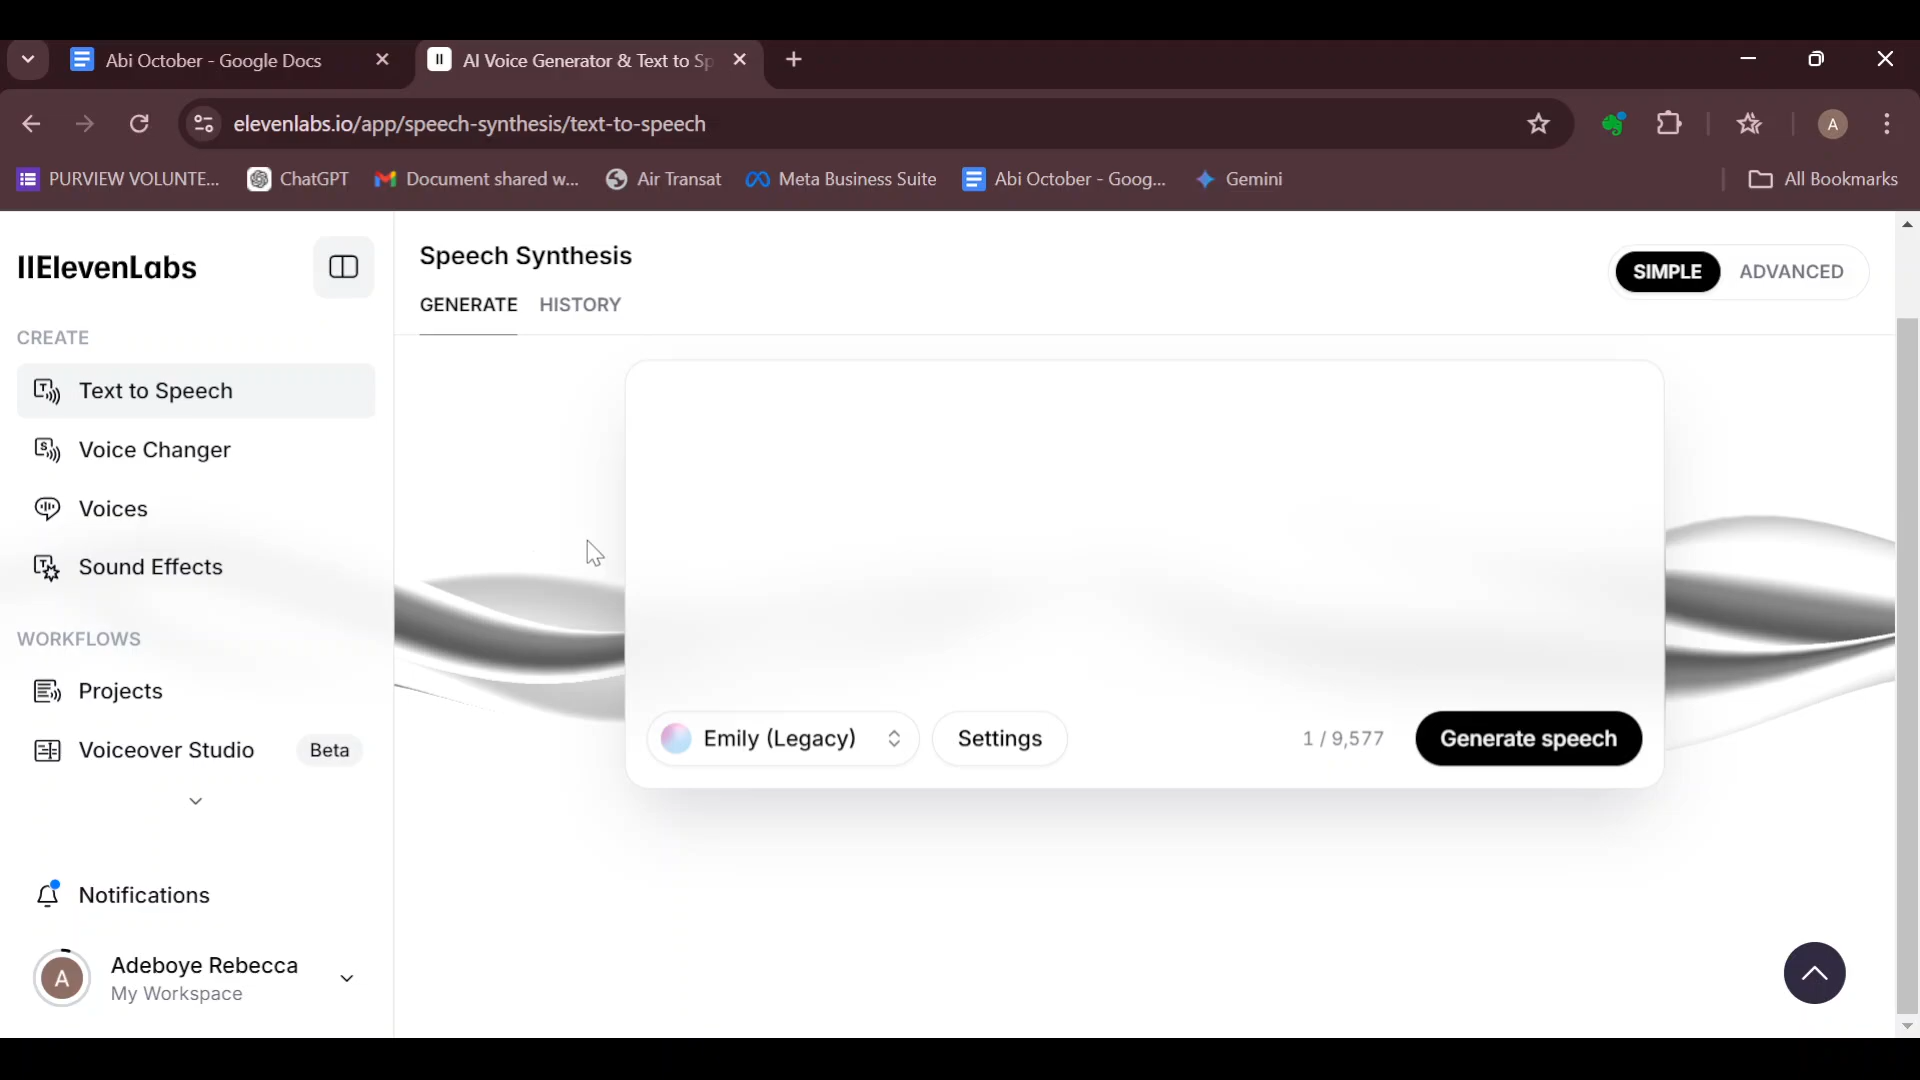 Abi October - Google Docs
AI Voice Generator & Text to Sp
elevenlabs.io/app/speech-synthesis/text-to-speech
A
PURVIEW VOLUNTE...
ChatGPT
Document shared w...
Air Transat
Meta Business Suite
Abi October - Goog...
Gemini
All Bookmarks
IIElevenLabs
CREATE
Text to Speech
Voice Changer
Voices
Sound Effects
WORKFLOWS
Projects
Voiceover Studio Beta
Notifications
A
Adeboye Rebecca
My Workspace
Speech Synthesis
GENERATE HISTORY
SIMPLE ADVANCED
Emily (Legacy)
Settings
1 / 9,577
Generate speech